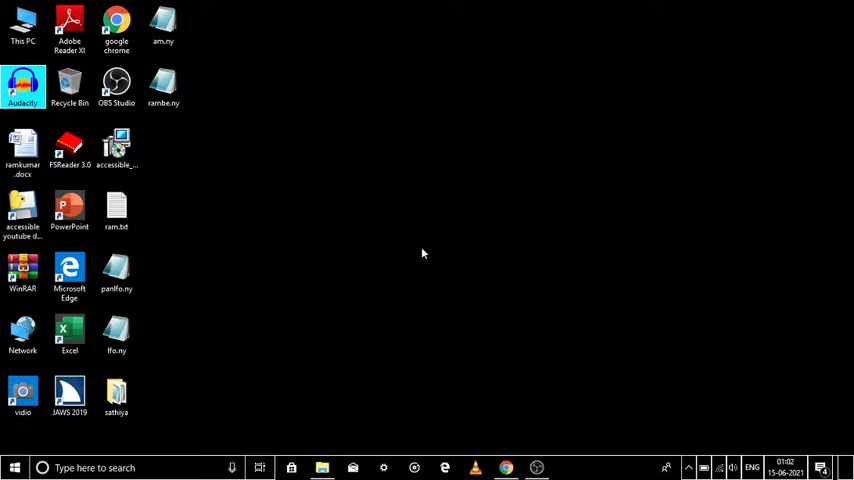 This PC
Adobe
Reader XI
google
chrome
am.ny
Audacity
Recycle Bin
OBS Studio
rambe.ny
ramkumar
.docx
FSReader 3.0
accessible_...
accessible
youtube d...
PowerPoint
ram.txt
WinRAR
Microsoft
Edge
panlfo.ny
Network
Excel
lfo.ny
vidio
JAWS 2019
sathiya
Type here to search
ENG
01:02
15-06-2021
4